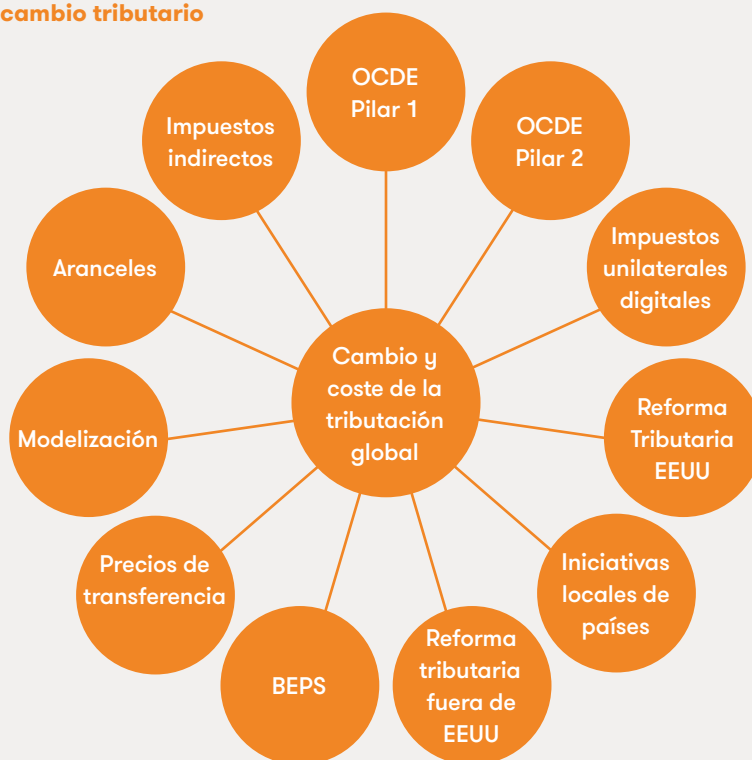 cambio tributario
OCDE
Pilar 1
OCDE
Pilar 2
Impuestos
unilaterales
digitales
Reforma
Tributaria
EEUU
Iniciativas
locales de
países
Reforma
tributaria
fuera de
EEUU
BEPS
Precios de
transferencia
Modelización
Aranceles
Impuestos
indirectos
Cambio y
coste de la
tributación
global